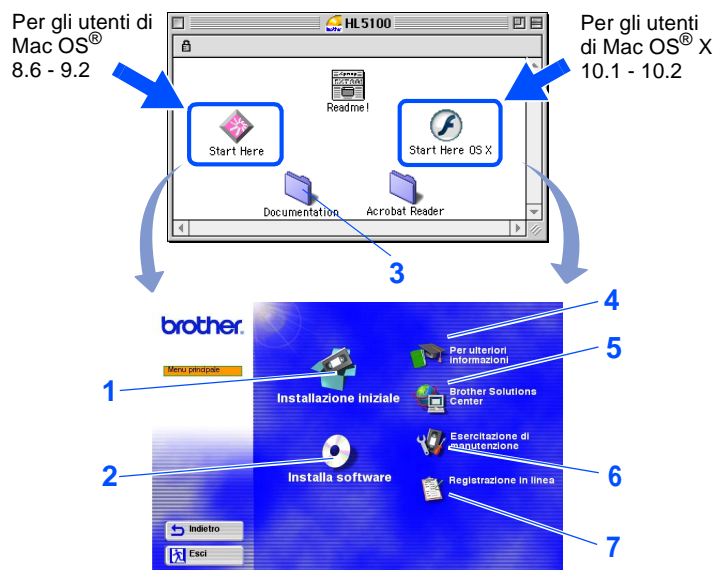 Per gli utenti di
Mac OS®
8.6 - 9.2
HL5100
Per gli utenti
di Mac OS® X
10.1 - 10.2
Readme!
Start Here
Start Here OS X
Documentation
Acrobat Reader
3
brother.
Menu principale
1
Installazione iniziale
2
Installa software
4
Per ulteriori
informazioni
5
Brother Solutions
Center
Esercitazione di
manutenzione
6
Registrazione in linea
7
Indietro
Esci